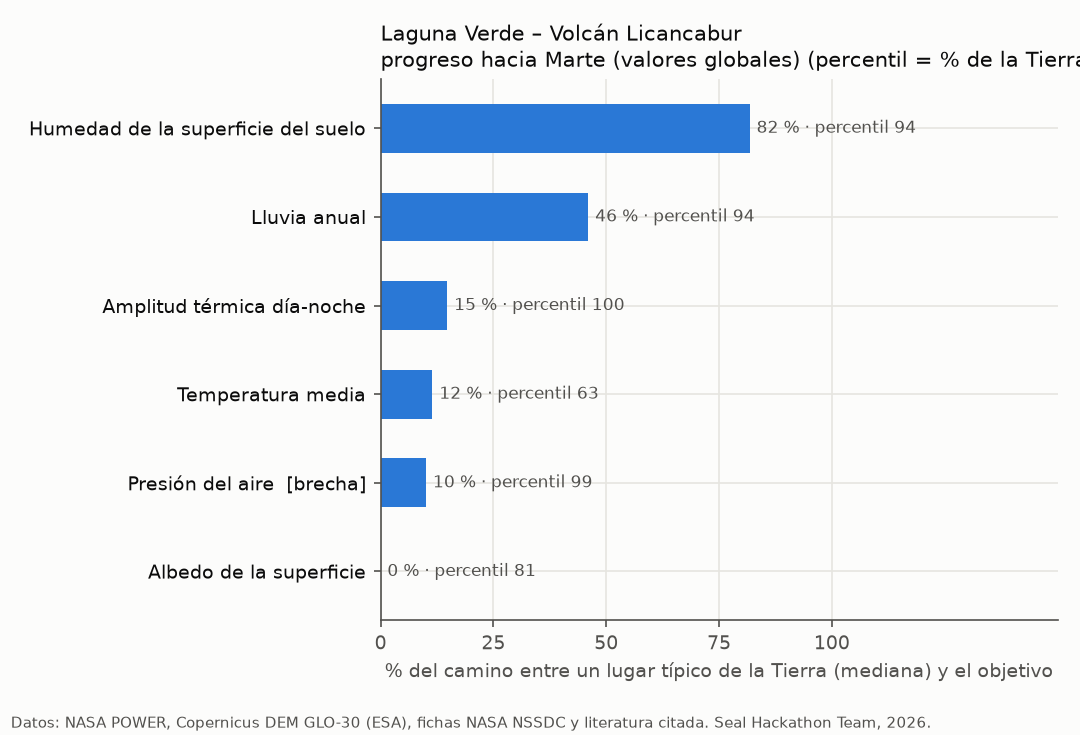 Laguna Verde – Volcán Licancabur
progreso hacia Marte (valores globales) (percentil = % de la Tierra
Humedad de la superficie del suelo
82 % · percentil 94
Lluvia anual
46 % · percentil 94
Amplitud térmica día-noche
15 % · percentil 100
Temperatura media
12 % · percentil 63
Presión del aire [brecha]
10 % · percentil 99
Albedo de la superficie
0 % · percentil 81
0 25 50 75 100
% del camino entre un lugar típico de la Tierra (mediana) y el objetivo
Datos: NASA POWER, Copernicus DEM GLO-30 (ESA), fichas NASA NSSDC y literatura citada. Seal Hackathon Team, 2026.